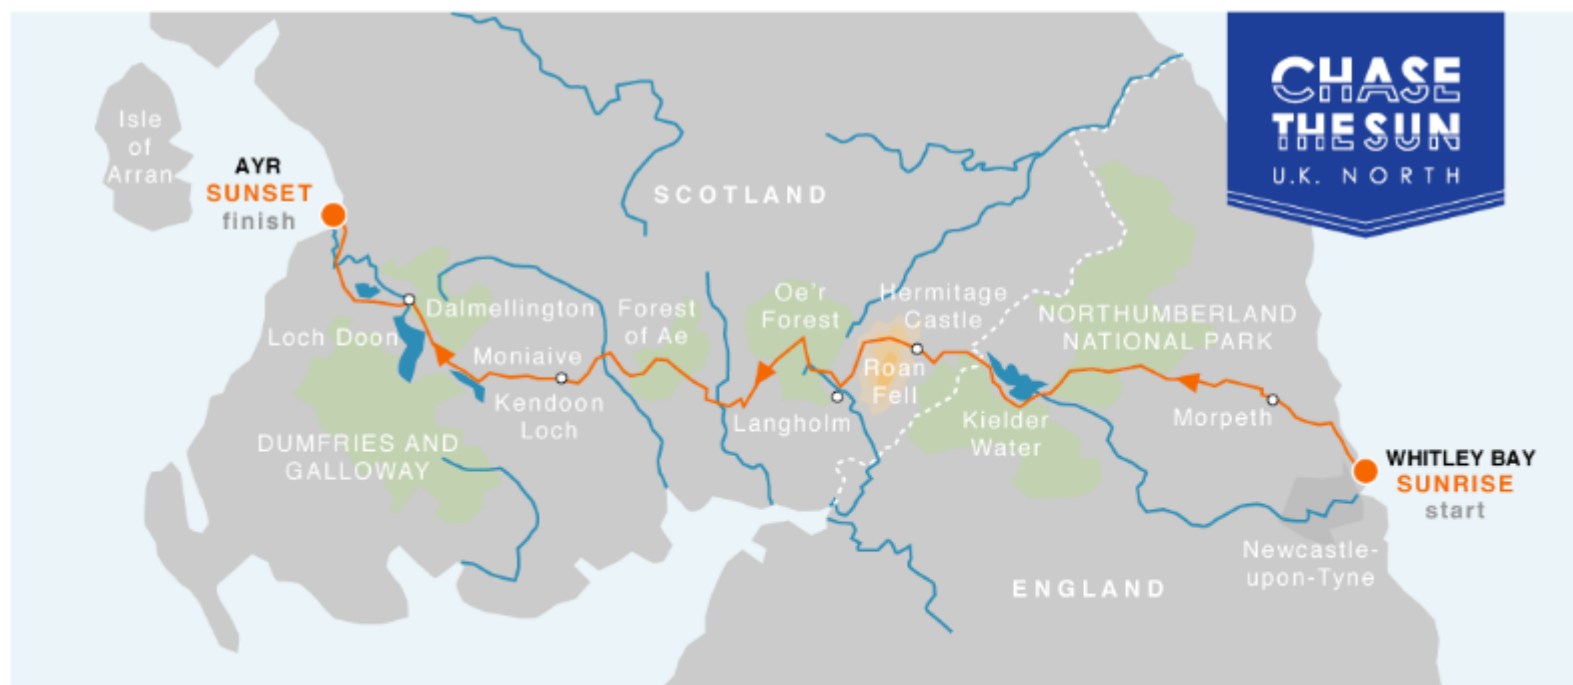 CHASE
THE SUN
U.K. NORTH
Isle
of
Arran
AYR
SUNSET
finish
SCOTLAND
Hermitage
Castle
Oe'r
Forest
Forest
of Ae
Dalmellington
Loch Doon
Moniaive
Kendoon
Loch
DUMFRIES AND
GALLOWAY
Langholm
Roan
Fell
NORTHUMBERLAND
NATIONAL PARK
Kielder
Water
Morpeth
WHITLEY BAY
SUNRISE
start
Newcastle-
upon-Tyne
ENGLAND